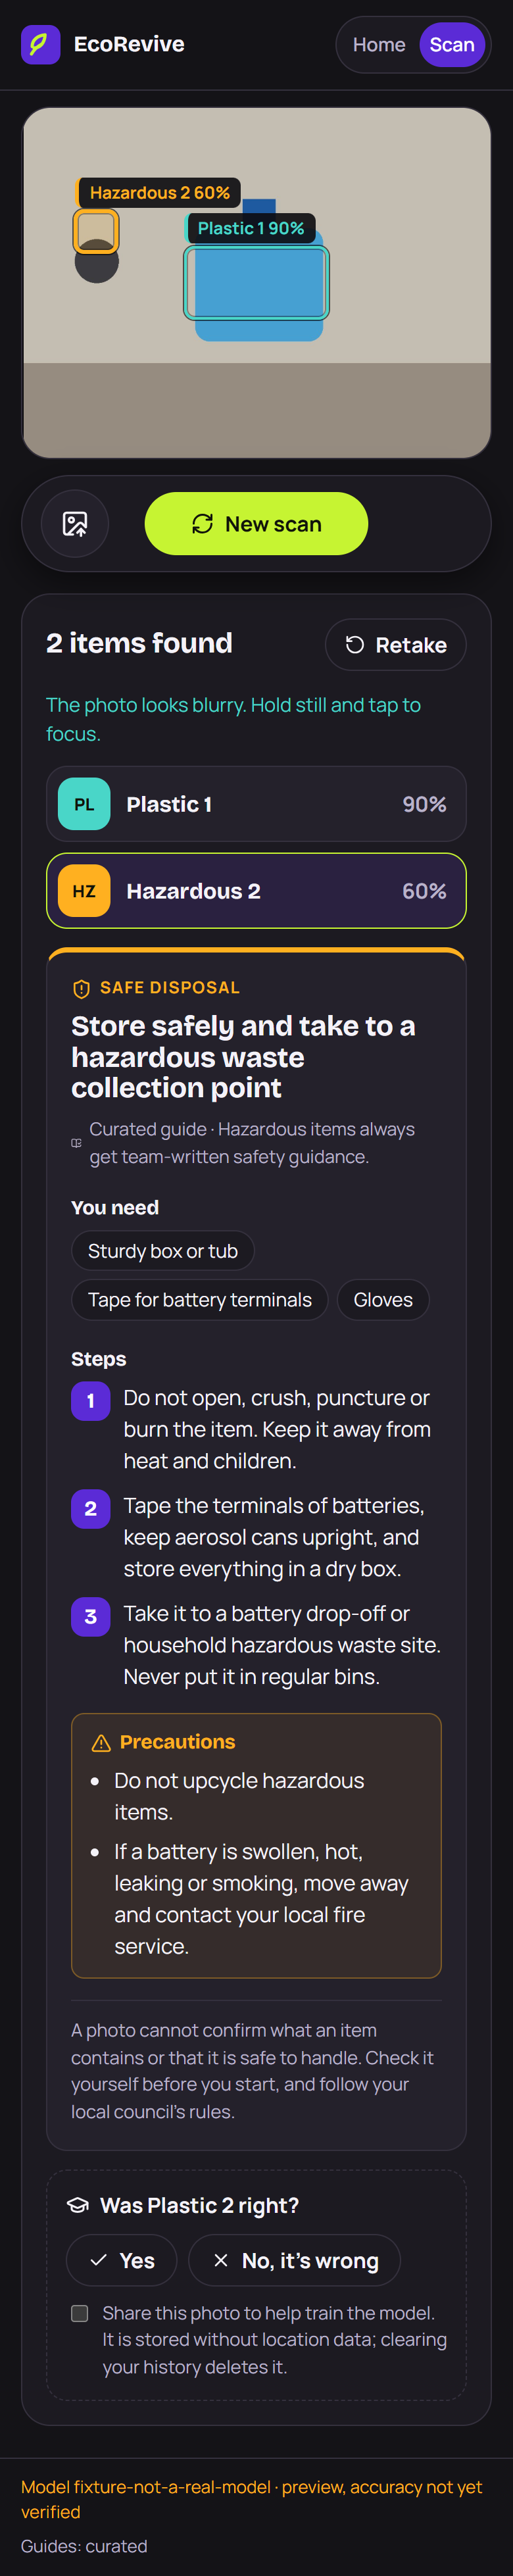 EcoRevive
Home
Scan
Hazardous 2 60%
Plastic 1 90%
New scan
2 items found
Retake
The photo looks blurry. Hold still and tap to
focus.
PL
Plastic 1
90%
HZ
Hazardous 2
60%
SAFE DISPOSAL
Store safely and take to a
hazardous waste
collection point
Curated guide · Hazardous items always
get team-written safety guidance.
You need
Sturdy box or tub
Tape for battery terminals
Gloves
Steps
1
Do not open, crush, puncture or
burn the item. Keep it away from
heat and children.
2
Tape the terminals of batteries,
keep aerosol cans upright, and
store everything in a dry box.
3
Take it to a battery drop-off or
household hazardous waste site.
Never put it in regular bins.
Precautions
• Do not upcycle hazardous
items.
• If a battery is swollen, hot,
leaking or smoking, move away
and contact your local fire
service.
A photo cannot confirm what an item
contains or that it is safe to handle. Check it
yourself before you start, and follow your
local council's rules.
Was Plastic 2 right?
Yes
No, it's wrong
Share this photo to help train the model.
It is stored without location data; clearing
your history deletes it.
Model fixture-not-a-real-model · preview, accuracy not yet
verified
Guides: curated